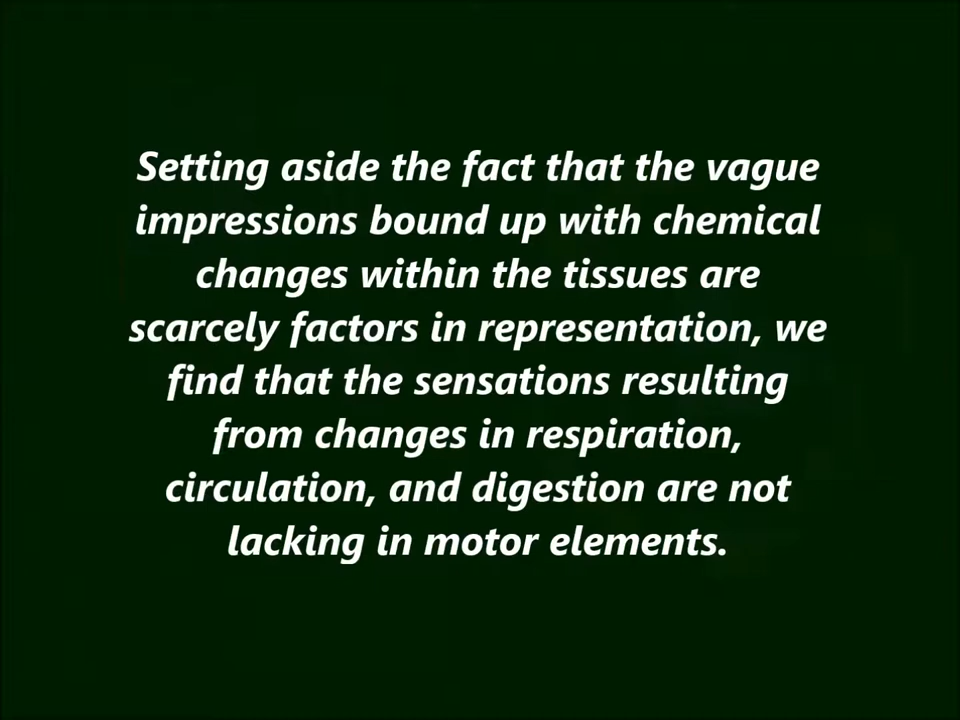 Setting aside the fact that the vague
impressions bound up with chemical
changes within the tissues are
scarcely factors in representation, we
find that the sensations resulting
from changes in respiration,
circulation, and digestion are not
lacking in motor elements.